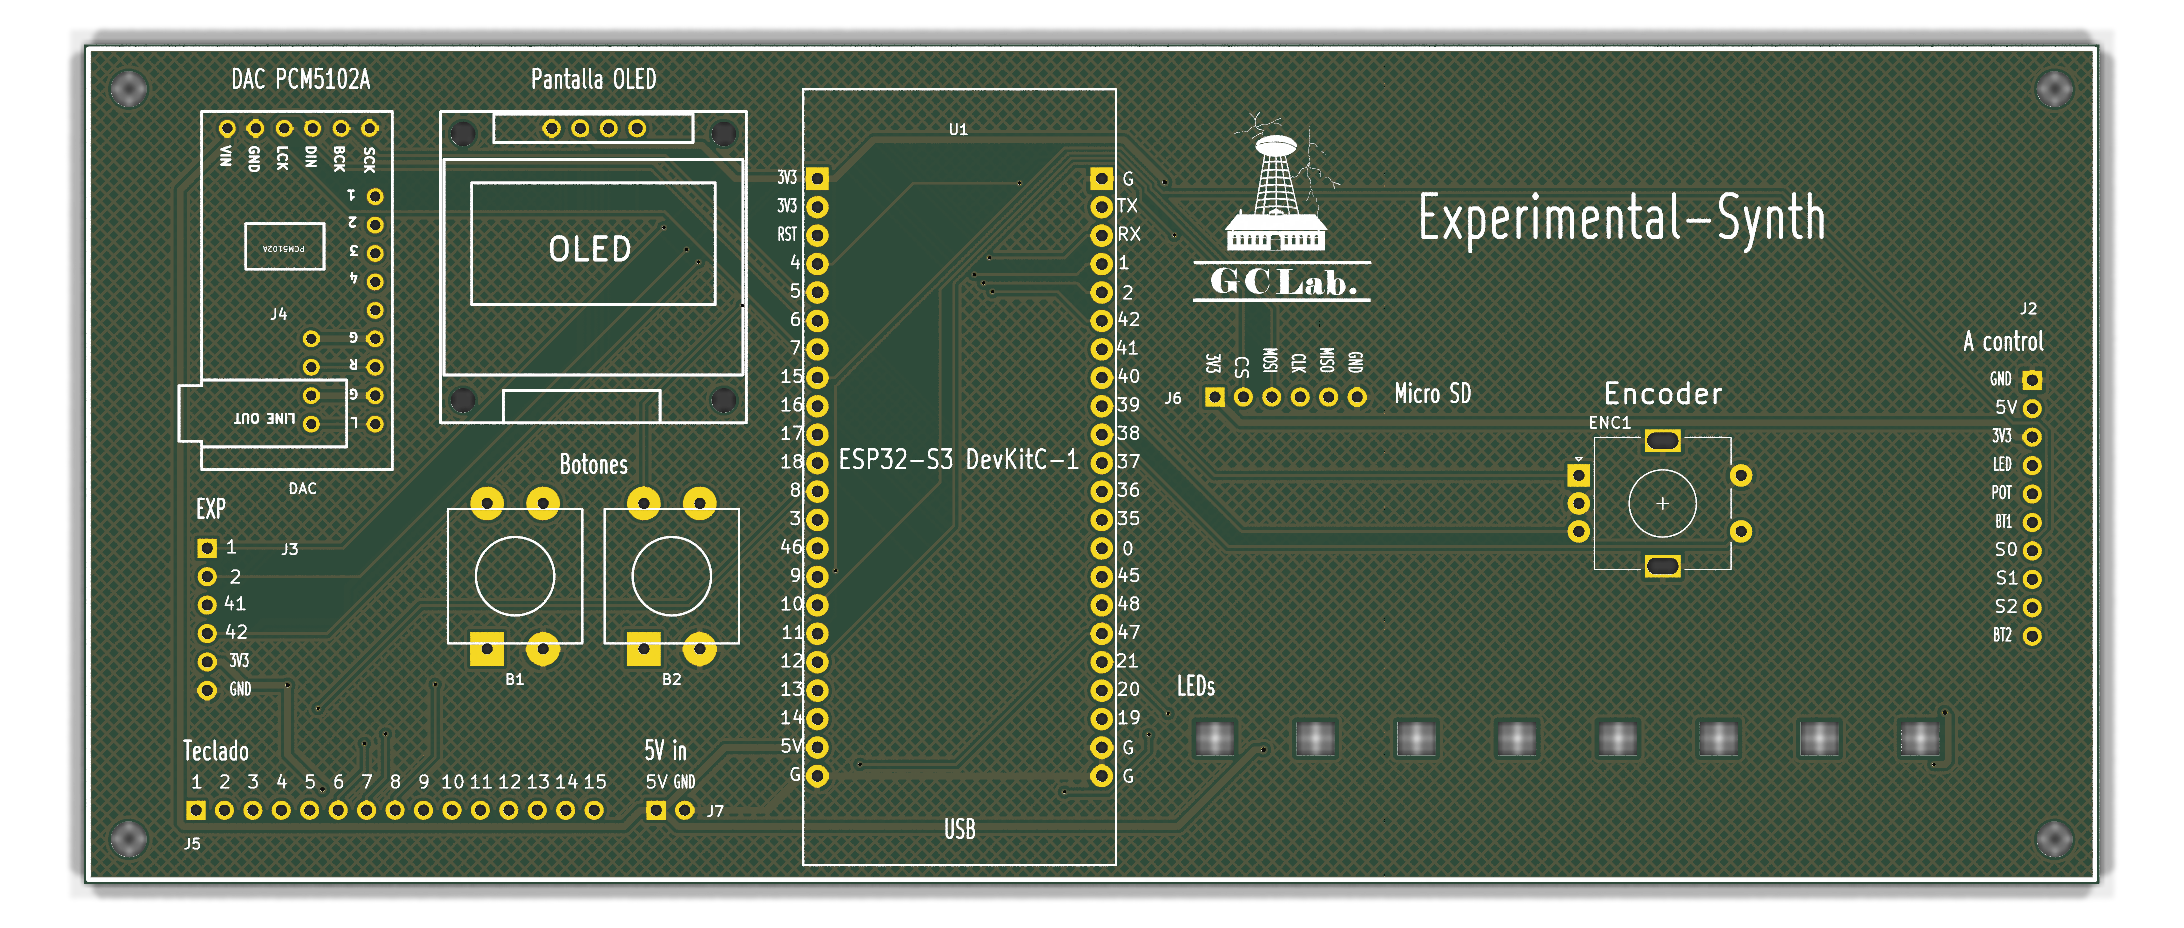 DAC PCM5102A
Pantalla OLED
VIN GND LCK DIN BCK SCK
1
2
3
4
PCM5102A
J4
G
R
G
L
LINE OUT
DAC
OLED
U1
3V3
3V3
RST
4
5
6
7
15
16
17
18
8
3
46
9
10
11
12
13
14
5V
G
ESP32-S3 DevKitC-1
USB
G
TX
RX
1
2
42
41
40
39
38
37
36
35
0
45
48
47
21
20
19
G
G
GCLab.
Experimental-Synth
J6
3V3 CS MOSI CLK MISO GND
Micro SD
Encoder
ENC1
J2
A control
GND
5V
3V3
LED
POT
BT1
S0
S1
S2
BT2
EXP
J3
1
2
41
42
3V3
GND
Botones
B1
B2
LEDs
Teclado
1 2 3 4 5 6 7 8 9 10 11 12 13 14 15
J5
5V in
5V GND
J7